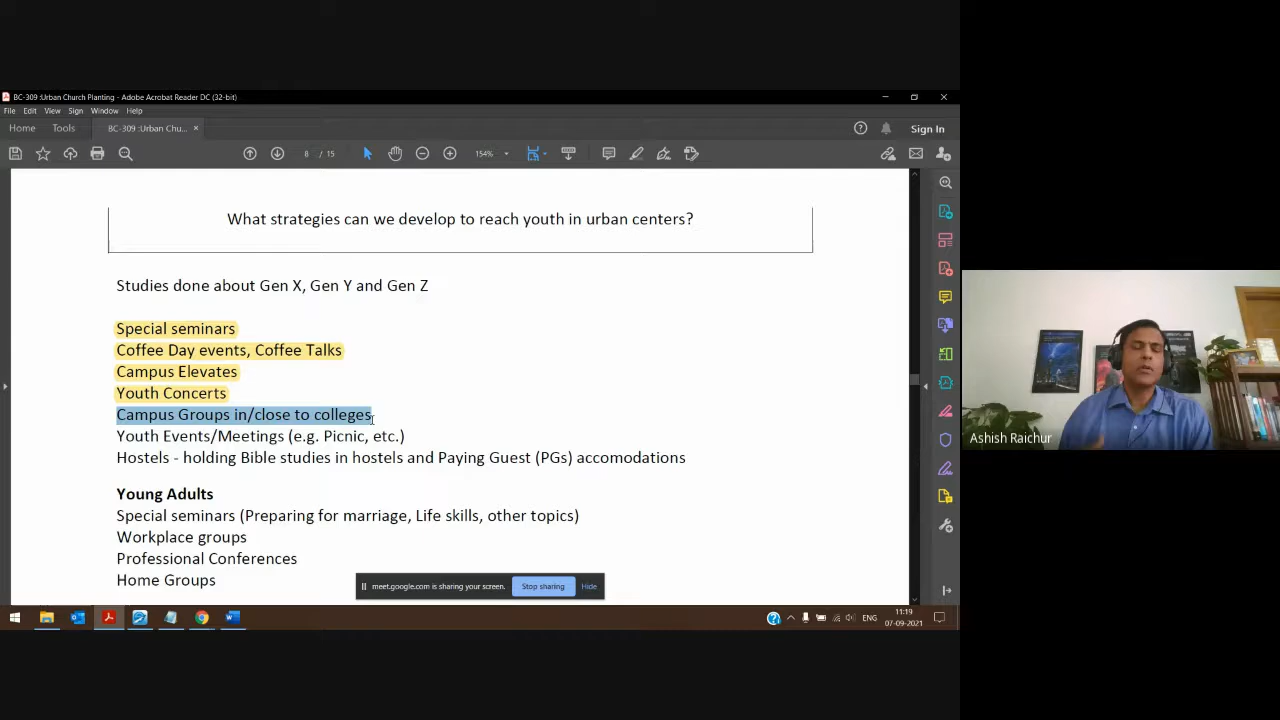 BC-309 :Urban Church Planting - Adobe Acrobat Reader DC (32-bit)
File Edit View Sign Window Help
Home Tools BC-309 :Urban Chu... × Sign In
8 / 15 154%
What strategies can we develop to reach youth in urban centers?
Studies done about Gen X, Gen Y and Gen Z
Special seminars
Coffee Day events, Coffee Talks
Campus Elevates
Youth Concerts
Campus Groups in/close to colleges
Youth Events/Meetings (e.g. Picnic, etc.)
Hostels - holding Bible studies in hostels and Paying Guest (PGs) accomodations
Young Adults
Special seminars (Preparing for marriage, Life skills, other topics)
Workplace groups
Professional Conferences
Home Groups
meet.google.com is sharing your screen. Stop sharing Hide
ENG 11:19
07-09-2021
Ashish Raichur